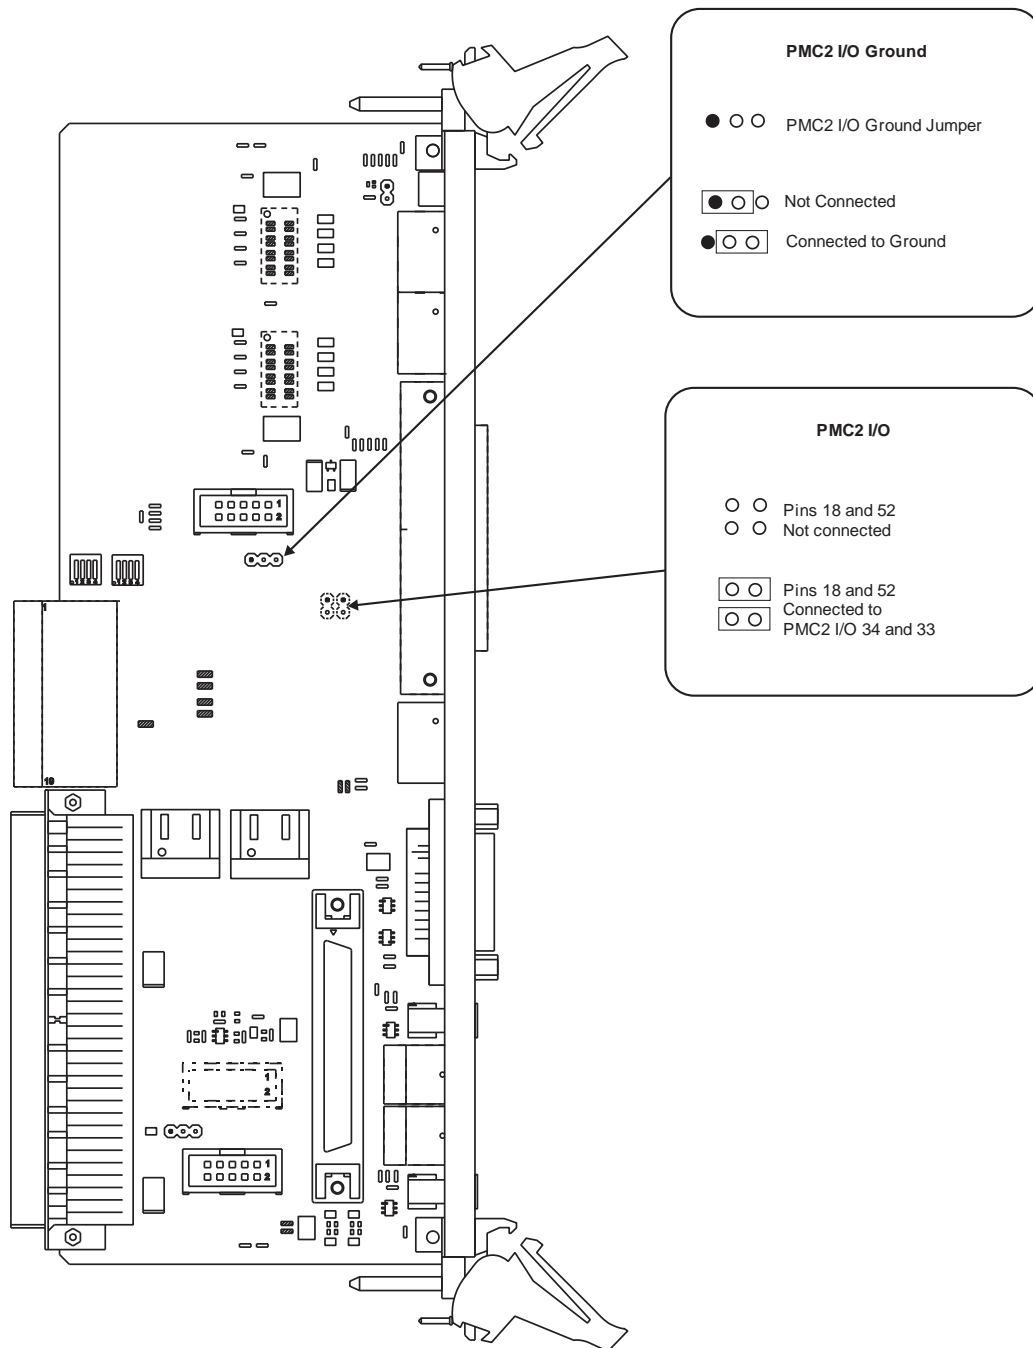 PMC2 I/O Ground
PMC2 I/O Ground Jumper
Not Connected
Connected to Ground
PMC2 I/O
Pins 18 and 52
Not connected
Pins 18 and 52
Connected to
PMC2 I/O 34 and 33
1
2
1
19
1
2
1
2